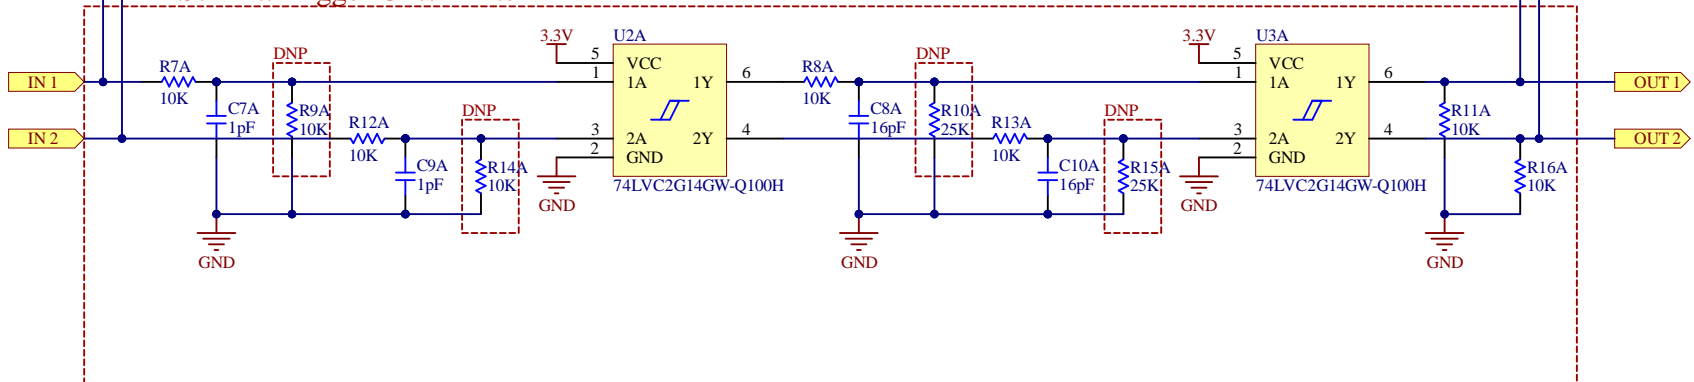 3.3V
U2A
3.3V
U3A
DNP
DNP
5
VCC
5
VCC
IN 1
R7A
10K
1
1A
1Y
6
R8A
10K
1
1A
1Y
6
OUT 1
C7A
1pF
R9A
10K
DNP
C8A
16pF
R10A
25K
DNP
R11A
10K
IN 2
R12A
10K
3
2A
2Y
4
R13A
10K
3
2A
2Y
4
OUT 2
2
GND
2
GND
C9A
1pF
R14A
10K
74LVC2G14GW-Q100H
C10A
16pF
R15A
25K
74LVC2G14GW-Q100H
R16A
10K
GND
GND
GND
GND
GND